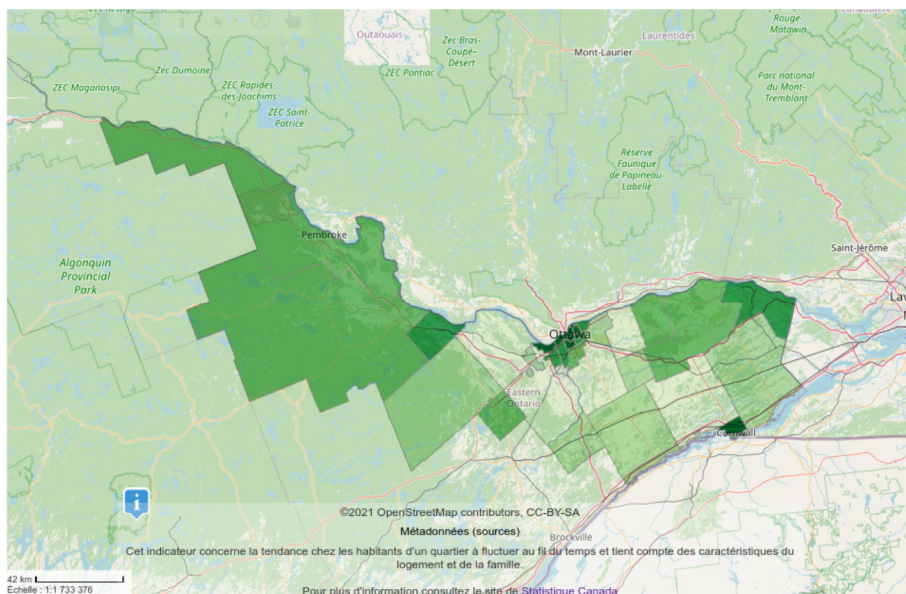 Outaouais
Laurentides
Rouge-
Matawin
Zec Bras-
Coupé–
Désert
Mont-Laurier
Zec Dumoine
ZEC Pontiac
ZEC Maganasipi
ZEC Rapides-
des-Joachims
Parc national
du Mont-
Tremblant
ZEC Saint-
Patrice
Réserve
Faunique
de Papineau-
Labelle
Pembroke
Saint-Jérôme
Algonquin
Provincial
Park
Ottawa
Eastern
Ontario
Cornwall
©2021 OpenStreetMap contributors, CC-BY-SA
Métadonnées (sources)
Brockville
Cet indicateur concerne la tendance chez les habitants d'un quartier à fluctuer au fil du temps et tient compte des caractéristiques du
logement et de la famille.
42 km
Échelle : 1:1 733 376
Pour plus d'information consultez le site de Statistique Canada